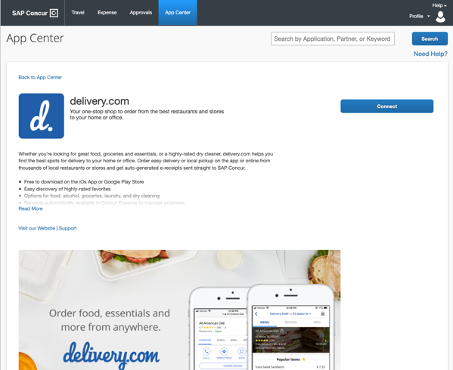 Help
SAP Concur C Travel Expense Approvals App Center
Profile
App Center
Search by Application, Partner, or Keyword
Search
Need Help?
Back to App Center
d.
delivery.com
Your one-stop shop to order from the best restaurants and stores
to your home or office.
Connect
Whether you're looking for great food, groceries and essentials, or a highly-rated dry cleaner, delivery.com helps you
find the best spots for delivery to your home or office. Order easy delivery or local pickup on the app or online from
thousands of local restaurants or stores and get auto-generated e-receipts sent straight to SAP Concur.
Free to download on the iOs App or Google Play Store
Easy discovery of highly-rated favorites
Options for food, alcohol, groceries, laundry, and dry cleaning
Read More
Visit our Website | Support
Order food, essentials and
more from anywhere.
delivery.com
All American Deli
MENU
Popular Items